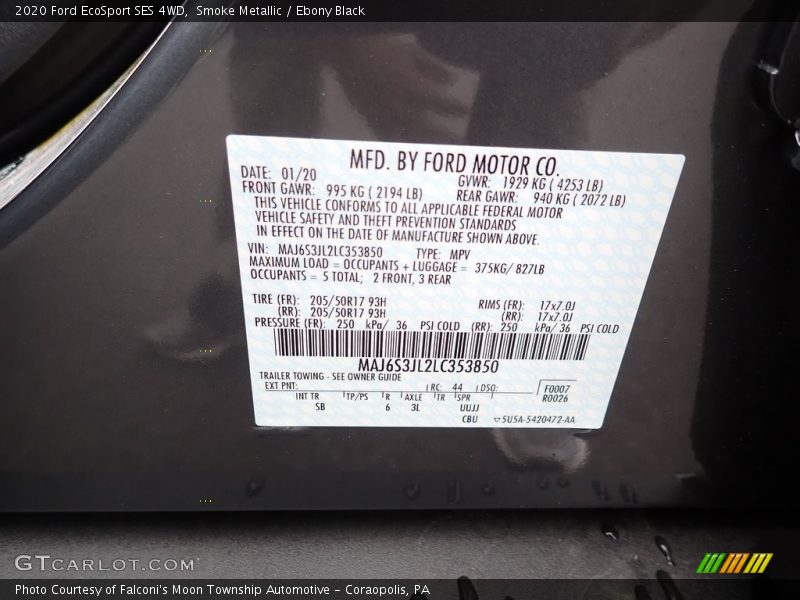 2020 Ford EcoSport SES 4WD, Smoke Metallic / Ebony Black
MFD. BY FORD MOTOR CO.
DATE: 01/20 GVWR: 1929 KG ( 4253 LB)
FRONT GAWR: 995 KG ( 2194 LB) REAR GAWR: 940 KG ( 2072 LB)
THIS VEHICLE CONFORMS TO ALL APPLICABLE FEDERAL MOTOR
VEHICLE SAFETY AND THEFT PREVENTION STANDARDS
IN EFFECT ON THE DATE OF MANUFACTURE SHOWN ABOVE.
VIN: MAJ6S3JL2LC353850 TYPE: MPV
MAXIMUM LOAD = OCCUPANTS + LUGGAGE = 375KG/ 827LB
OCCUPANTS = 5 TOTAL; 2 FRONT, 3 REAR
TIRE (FR): 205/50R17 93H RIMS (FR): 17x7.0J
(RR): 205/50R17 93H (RR): 17x7.0J
PRESSURE (FR): 250 kPa/ 36 PSI COLD (RR): 250 kPa/ 36 PSI COLD
MAJ6S3JL2LC353850
TRAILER TOWING - SEE OWNER GUIDE
EXT PNT: RC: 44 DSO: F0007
R0026
INT TR TP/PS R AXLE TR SPR
SB 6 3L UUJJ
CBU 5U5A-5420472-AA
GTCARLOT.COM
Photo Courtesy of Falconi's Moon Township Automotive – Coraopolis, PA